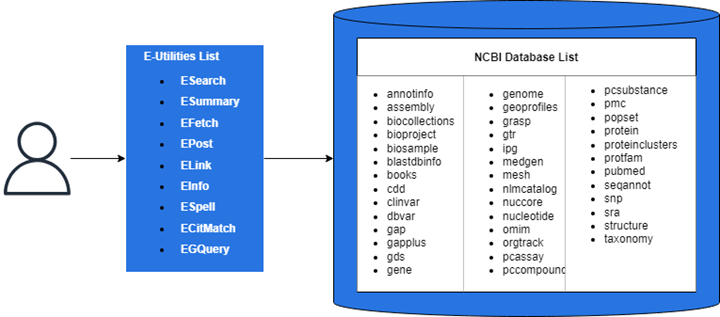 E-Utilities List
ESearch
ESummary
EFetch
EPost
ELink
EInfo
ESpell
ECitMatch
EGQuery
NCBI Database List
annotinfo
assembly
biocollections
bioproject
biosample
blastdbinfo
books
cdd
clinvar
dbvar
gap
gapplus
gds
gene
genome
geoprofiles
grasp
gtr
ipg
medgen
mesh
nlmcatalog
nuccore
nucleotide
omim
orgtrack
pcassay
pccompound
pcsubstance
pmc
popset
protein
proteinclusters
protfam
pubmed
seqannot
snp
sra
structure
taxonomy